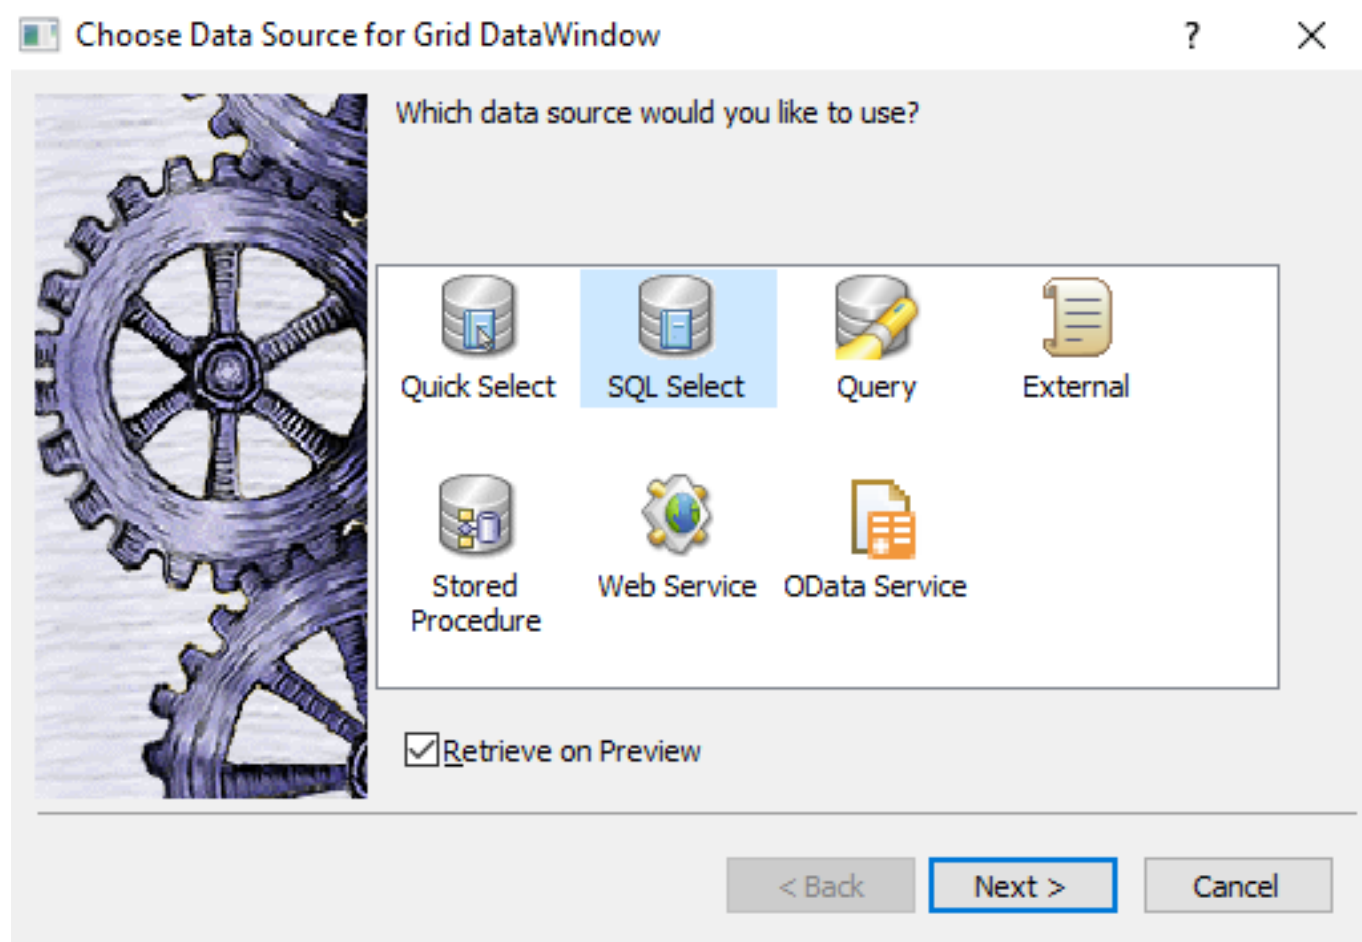 Choose Data Source for Grid DataWindow
?
Which data source would you like to use?
Quick Select
SQL Select
Query
External
Stored
Procedure
Web Service
OData Service
Retrieve on Preview
< Back
Next >
Cancel